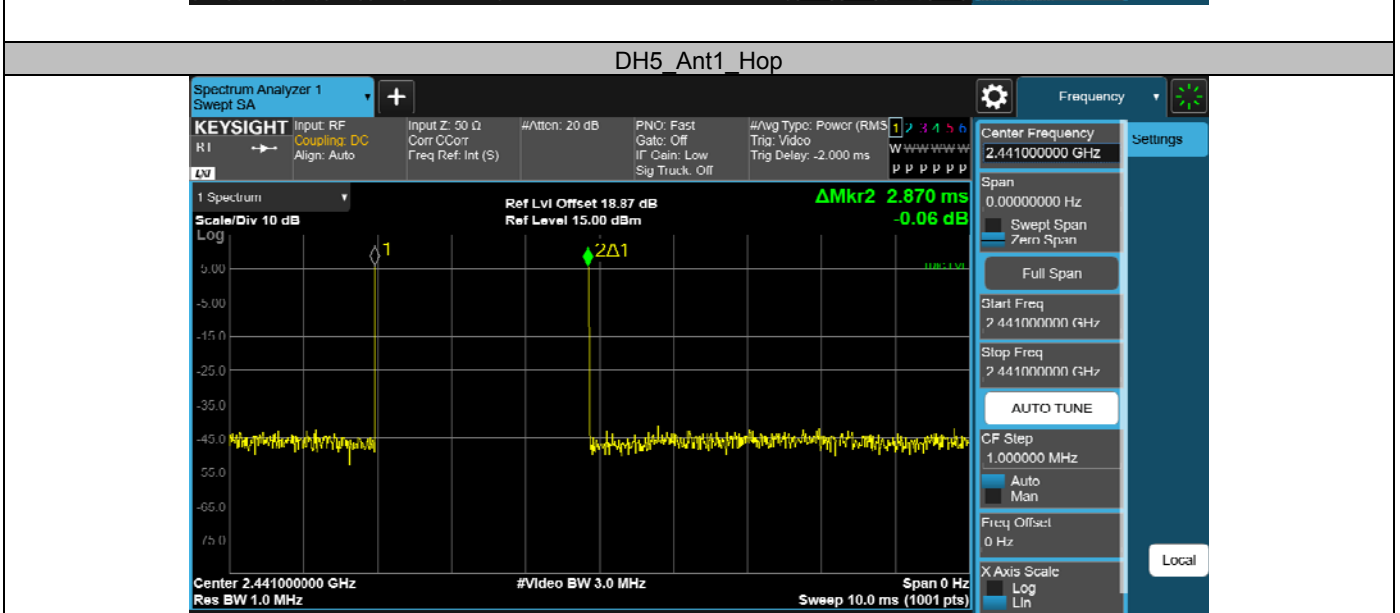 DH5_Ant1_Hop
Spectrum Analyzer 1
Swept SA
+
Frequency
KEYSIGHT
Input: RF
Coupling: DC
Align: Auto
Input Z: 50 Ω
Corr CCorr
Freq Ref: Int (S)
#Atten: 20 dB
PNO: Fast
Gate: Off
IF Gain: Low
Sig Track: Off
#Avg Type: Power (RMS
Trig: Video
Trig Delay: -2.000 ms
1 2 3 4 5 6
W W W W W W
P P P P P P
LXI
Center Frequency
2.441000000 GHz
Settings
Span
0.00000000 Hz
Swept Span
Zero Span
Full Span
Start Freq
2.441000000 GHz
Stop Freq
2.441000000 GHz
AUTO TUNE
CF Step
1.000000 MHz
Auto
Man
Freq Offset
0 Hz
X Axis Scale
Log
Lin
Local
1 Spectrum
Scale/Div 10 dB
Log
Ref Lvl Offset 18.87 dB
Ref Level 15.00 dBm
ΔMkr2 2.870 ms
-0.06 dB
1
2Δ1
5.00
-5.00
-15.0
-25.0
-35.0
-45.0
-55.0
-65.0
-75.0
Center 2.441000000 GHz
Res BW 1.0 MHz
#Video BW 3.0 MHz
Span 0 Hz
Sweep 10.0 ms (1001 pts)